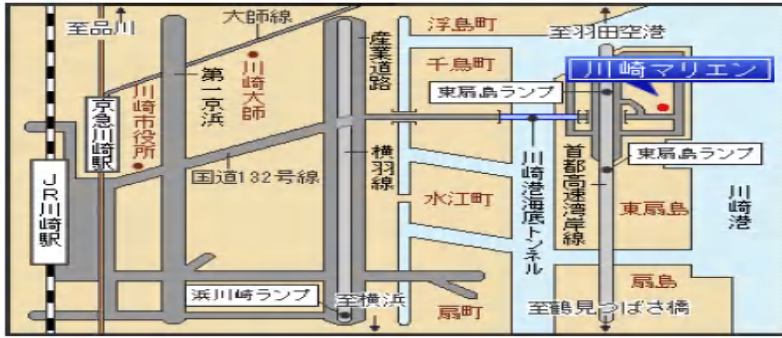 至品川
大師線
浮島町
至羽田空港
産業道路
川崎大師
第一京浜
千鳥町
川崎マリエン
東扇島ランプ
京急川崎駅
川崎市役所
国道132号線
横羽線
川崎港海底トンネル
首都高速湾岸線
東扇島ランプ
JR川崎駅
水江町
東扇島
川崎港
浜川崎ランプ
至横浜
扇町
扇島
至鶴見つばさ橋